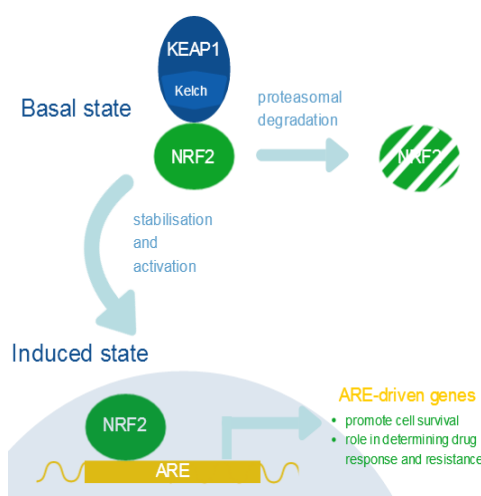 KEAP1
Kelch
Basal state
proteasomal
degradation
NRF2
NRF2
stabilisation
and
activation
Induced state
ARE-driven genes
NRF2
• promote cell survival
• role in determining drug
response and resistance
ARE